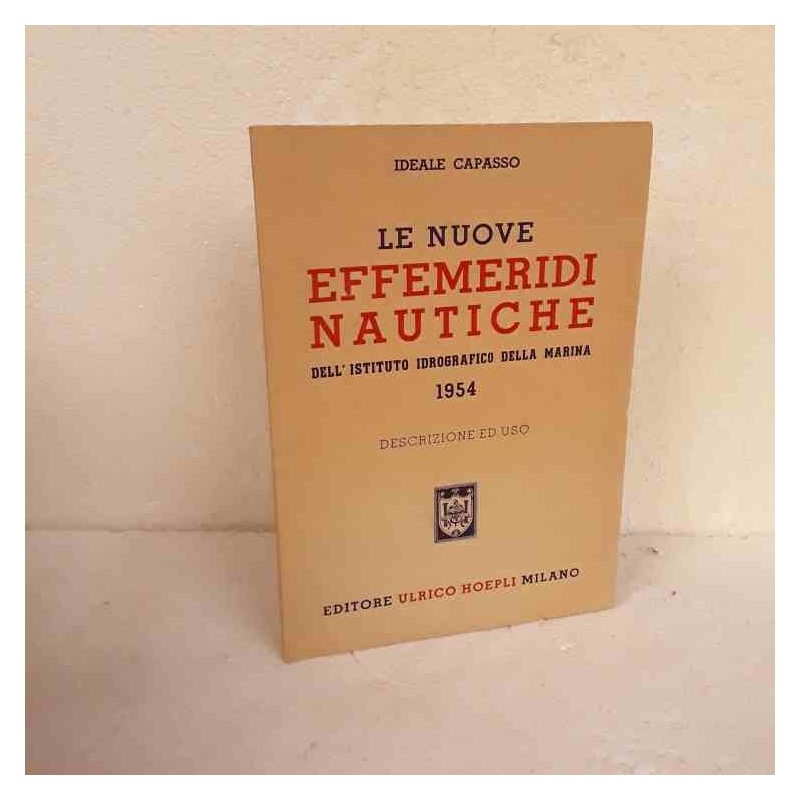 IDEALE CAPASSO
LE NUOVE
EFFEMERIDI
NAUTICHE
DELL'ISTITUTO IDROGRAFICO DELLA MARINA
1954
DESCRIZIONE ED USO
EDITORE ULRICO HOEPLI MILANO